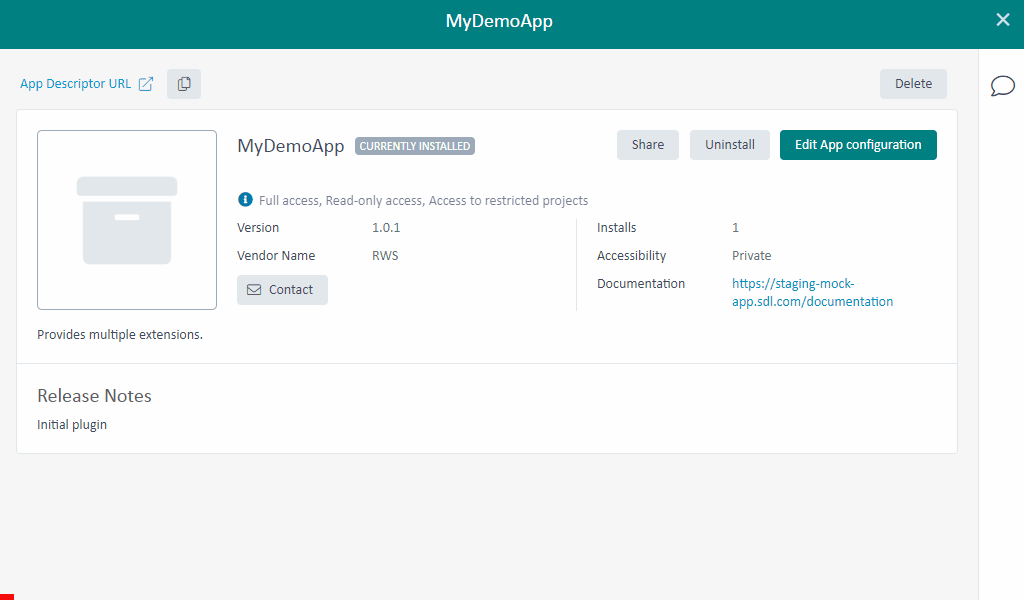 MyDemoApp
App Descriptor URL
Delete
MyDemoApp
CURRENTLY INSTALLED
Share
Uninstall
Edit App configuration
Full access, Read-only access, Access to restricted projects
Version 1.0.1
Vendor Name RWS
Contact
Installs 1
Accessibility Private
Documentation https://staging-mock-
app.sdl.com/documentation
Provides multiple extensions.
Release Notes
Initial plugin